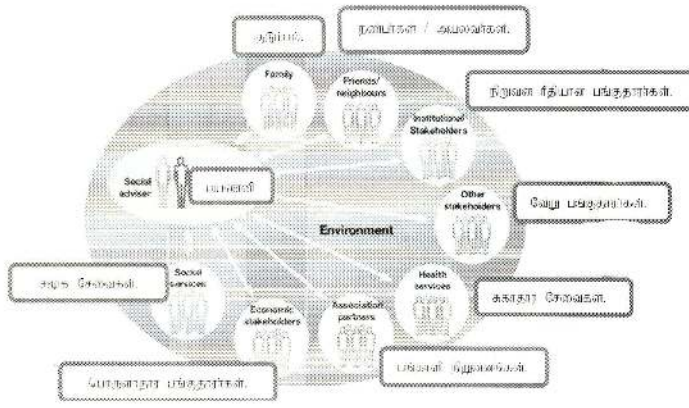 குடும்பம்.
நண்பர்கள் / அயலவர்கள்.
Family
Friends/
neighbours
நிறுவன ரீதியான பங்குதாரர்கள்.
Institutional
Stakeholders
Social
adviser
பயனாளி
Other
stakeholders
வேறு பங்குதாரர்கள்.
Environment
சமூக சேவைகள்.
Social
services
Health
services
சுகாதார சேவைகள்.
Economic
stakeholders
Association
partners
பொருளாதார பங்குதாரர்கள்.
பங்காளி நிறுவனங்கள்.